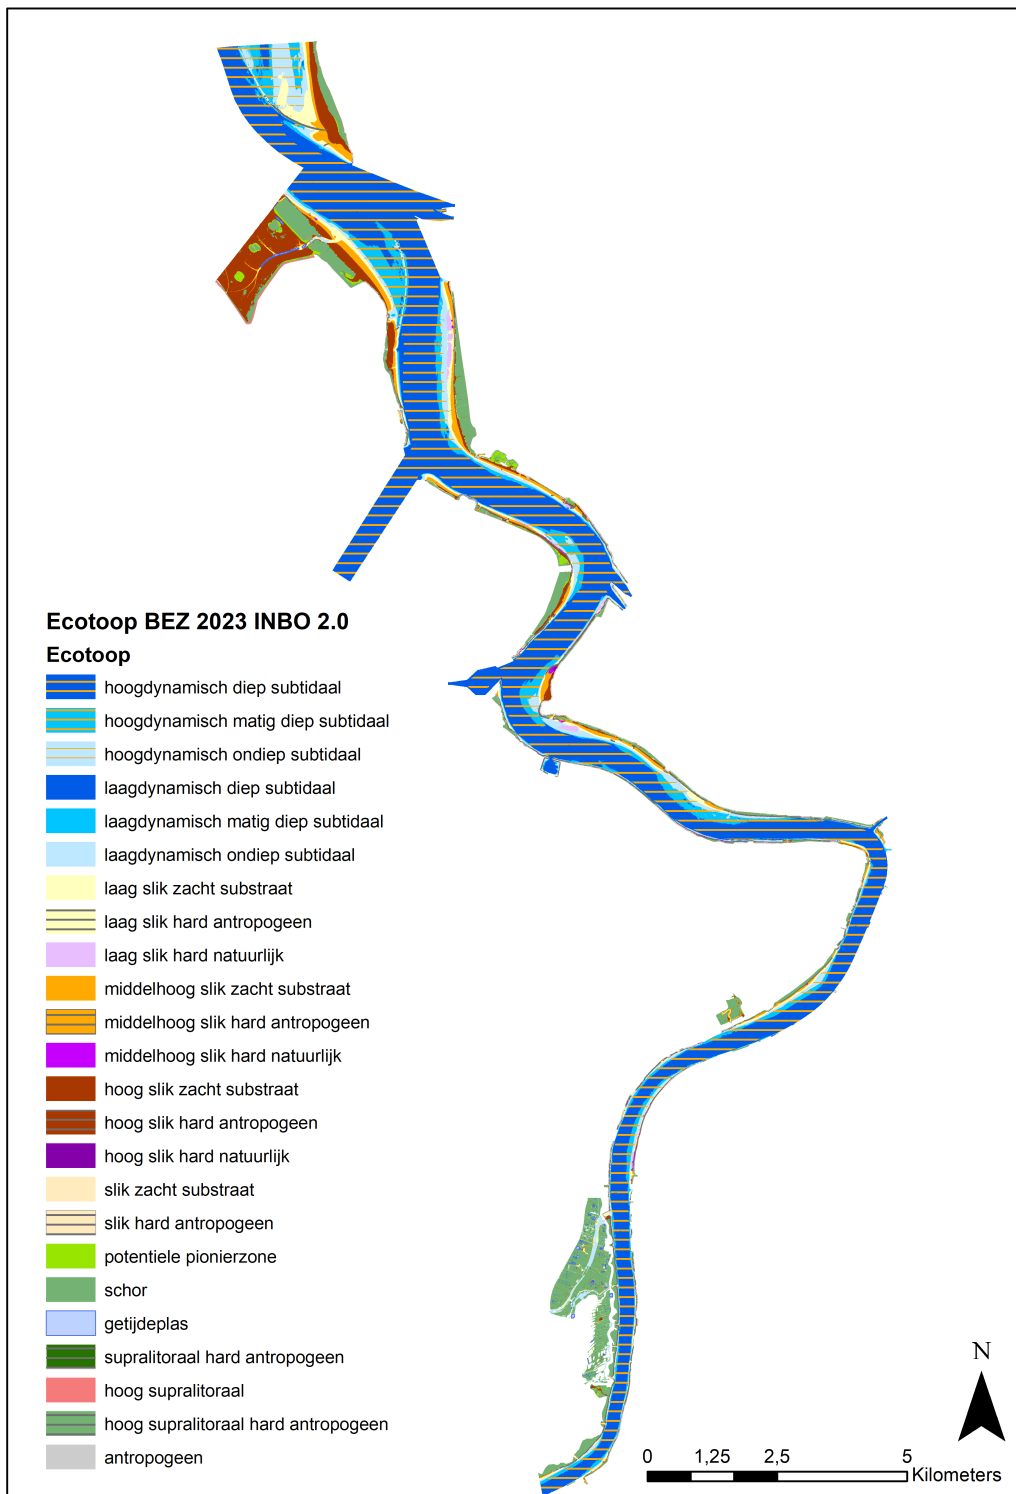 Ecotoop BEZ 2023 INBO 2.0
Ecotoop
hoogdynamisch diep subtidaal
hoogdynamisch matig diep subtidaal
hoogdynamisch ondiep subtidaal
laagdynamisch diep subtidaal
laagdynamisch matig diep subtidaal
laagdynamisch ondiep subtidaal
laag slik zacht substraat
laag slik hard antropogeen
laag slik hard natuurlijk
middelhoog slik zacht substraat
middelhoog slik hard antropogeen
middelhoog slik hard natuurlijk
hoog slik zacht substraat
hoog slik hard antropogeen
hoog slik hard natuurlijk
slik zacht substraat
slik hard antropogeen
potentiele pionierzone
schor
getijdeplas
supralitoraal hard antropogeen
hoog supralitoraal
hoog supralitoraal hard antropogeen
antropogeen
N
0 1,25 2,5 5
Kilometers